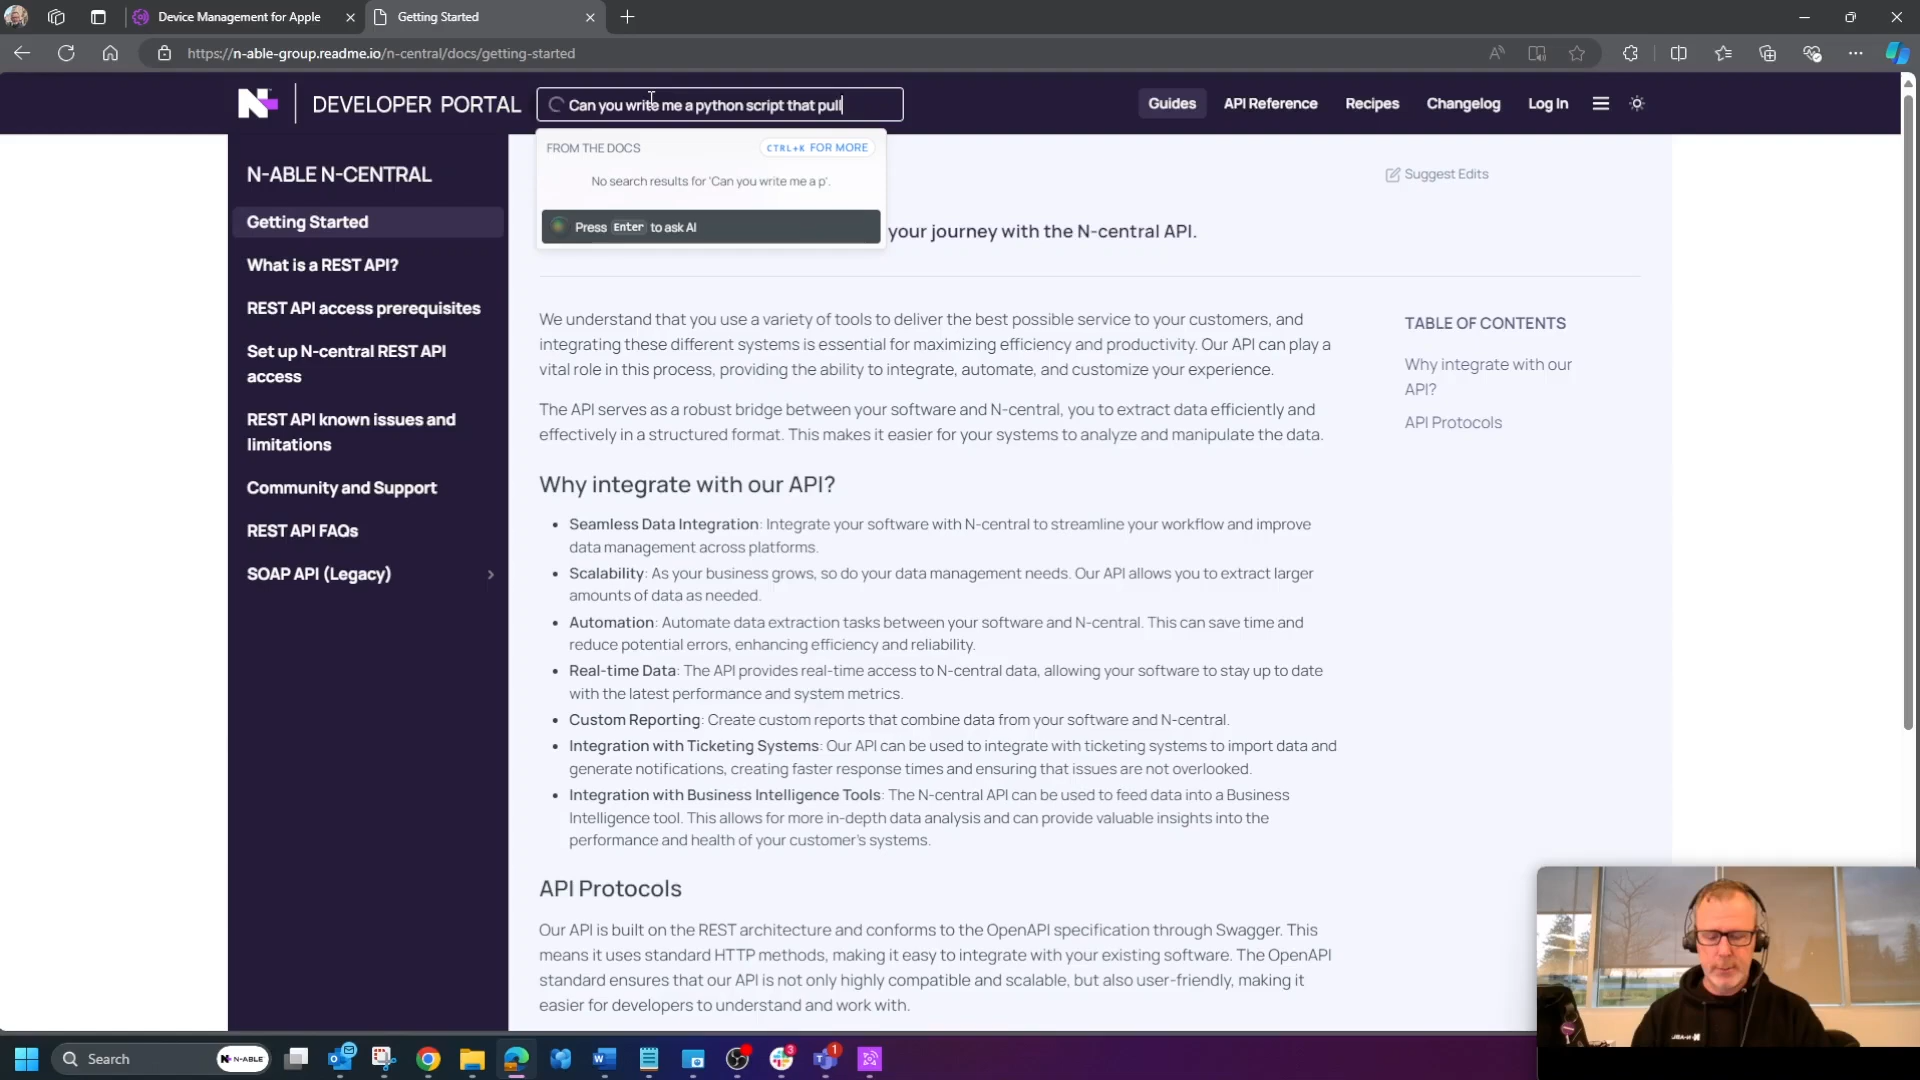 Device Management for Apple
Getting Started
https://n-able-group.readme.io/n-central/docs/getting-started
DEVELOPER PORTAL
Can you write me a python script that pull
Guides
API Reference
Recipes
Changelog
Log In
FROM THE DOCS
CTRL+K FOR MORE
No search results for 'Can you write me a p'.
Press Enter to ask AI
N-ABLE N-CENTRAL
Getting Started
What is a REST API?
REST API access prerequisites
Set up N-central REST API
access
REST API known issues and
limitations
Community and Support
REST API FAQs
SOAP API (Legacy)
Suggest Edits
your journey with the N-central API.
We understand that you use a variety of tools to deliver the best possible service to your customers, and
integrating these different systems is essential for maximizing efficiency and productivity. Our API can play a
vital role in this process, providing the ability to integrate, automate, and customize your experience.
The API serves as a robust bridge between your software and N-central, you to extract data efficiently and
effectively in a structured format. This makes it easier for your systems to analyze and manipulate the data.
Why integrate with our API?
• Seamless Data Integration: Integrate your software with N-central to streamline your workflow and improve
data management across platforms.
• Scalability: As your business grows, so do your data management needs. Our API allows you to extract larger
amounts of data as needed.
• Automation: Automate data extraction tasks between your software and N-central. This can save time and
reduce potential errors, enhancing efficiency and reliability.
• Real-time Data: The API provides real-time access to N-central data, allowing your software to stay up to date
with the latest performance and system metrics.
• Custom Reporting: Create custom reports that combine data from your software and N-central.
• Integration with Ticketing Systems: Our API can be used to integrate with ticketing systems to import data and
generate notifications, creating faster response times and ensuring that issues are not overlooked.
• Integration with Business Intelligence Tools: The N-central API can be used to feed data into a Business
Intelligence tool. This allows for more in-depth data analysis and can provide valuable insights into the
performance and health of your customer's systems.
API Protocols
Our API is built on the REST architecture and conforms to the OpenAPI specification through Swagger. This
means it uses standard HTTP methods, making it easy to integrate with your existing software. The OpenAPI
standard ensures that our API is not only highly compatible and scalable, but also user-friendly, making it
easier for developers to understand and work with.
TABLE OF CONTENTS
Why integrate with our
API?
API Protocols
Search
N-ABLE
3
1